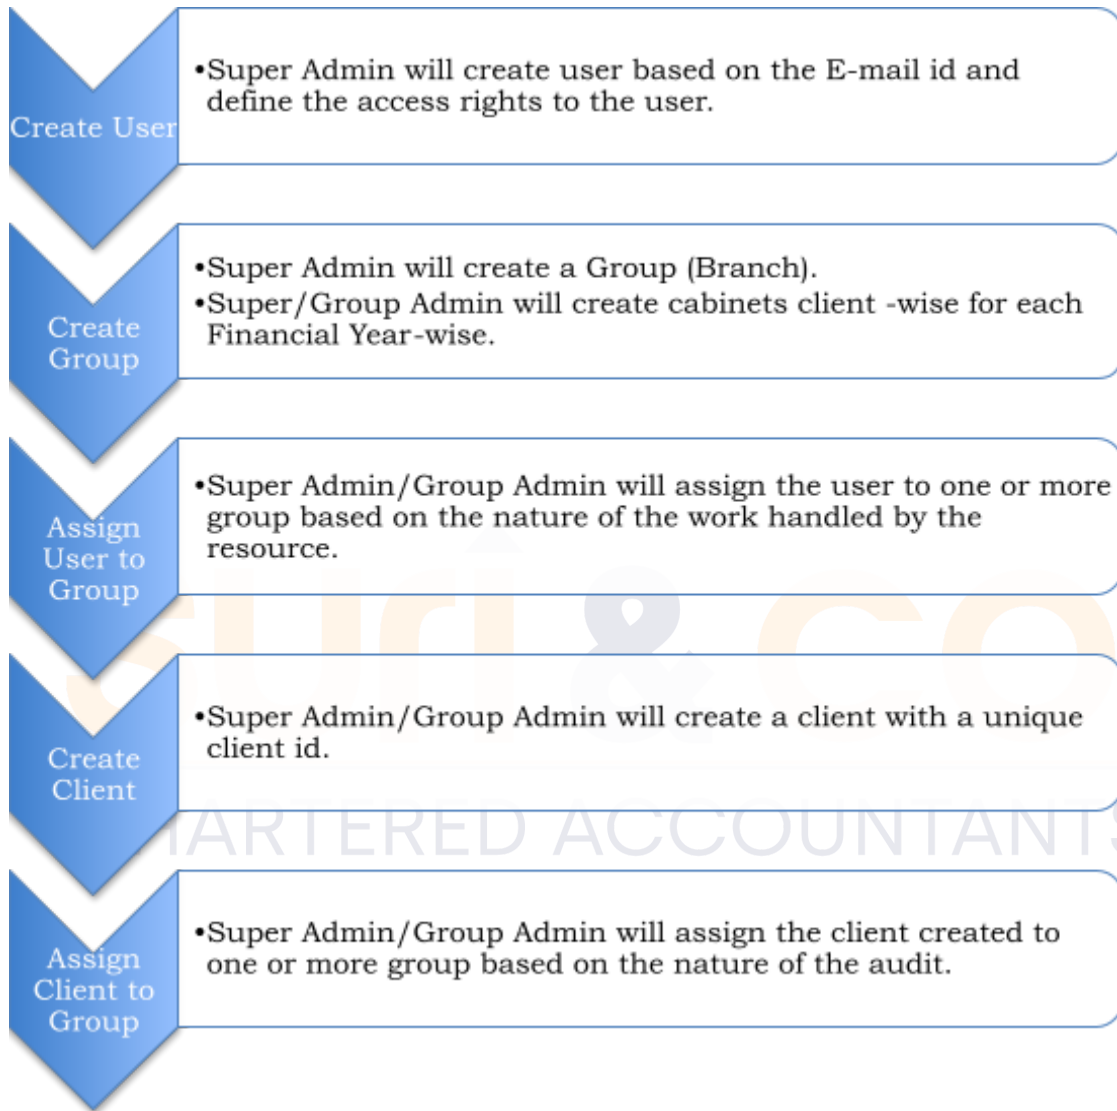 Create User
•Super Admin will create user based on the E-mail id and
define the access rights to the user.
Create
Group
•Super Admin will create a Group (Branch).
•Super/Group Admin will create cabinets client -wise for each
Financial Year-wise.
Assign
User to
Group
•Super Admin/Group Admin will assign the user to one or more
group based on the nature of the work handled by the
resource.
suri & co
Create
Client
•Super Admin/Group Admin will create a client with a unique
client id.
HARTERED ACCOUNTANTS
Assign
Client to
Group
•Super Admin/Group Admin will assign the client created to
one or more group based on the nature of the audit.